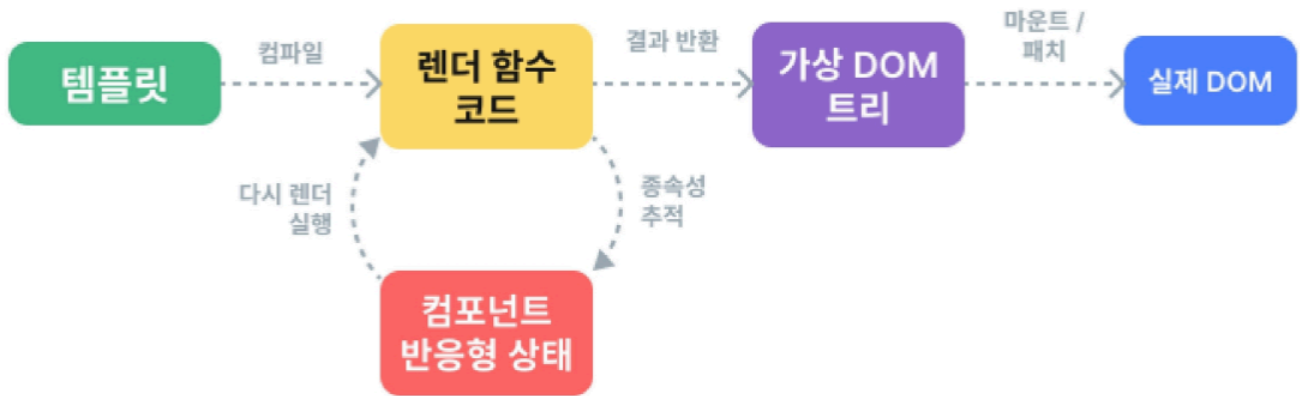 템플릿
컴파일
렌더 함수
코드
결과 반환
가상 DOM
트리
마운트 /
패치
실제 DOM
다시 렌더
실행
종속성
추적
컴포넌트
반응형 상태